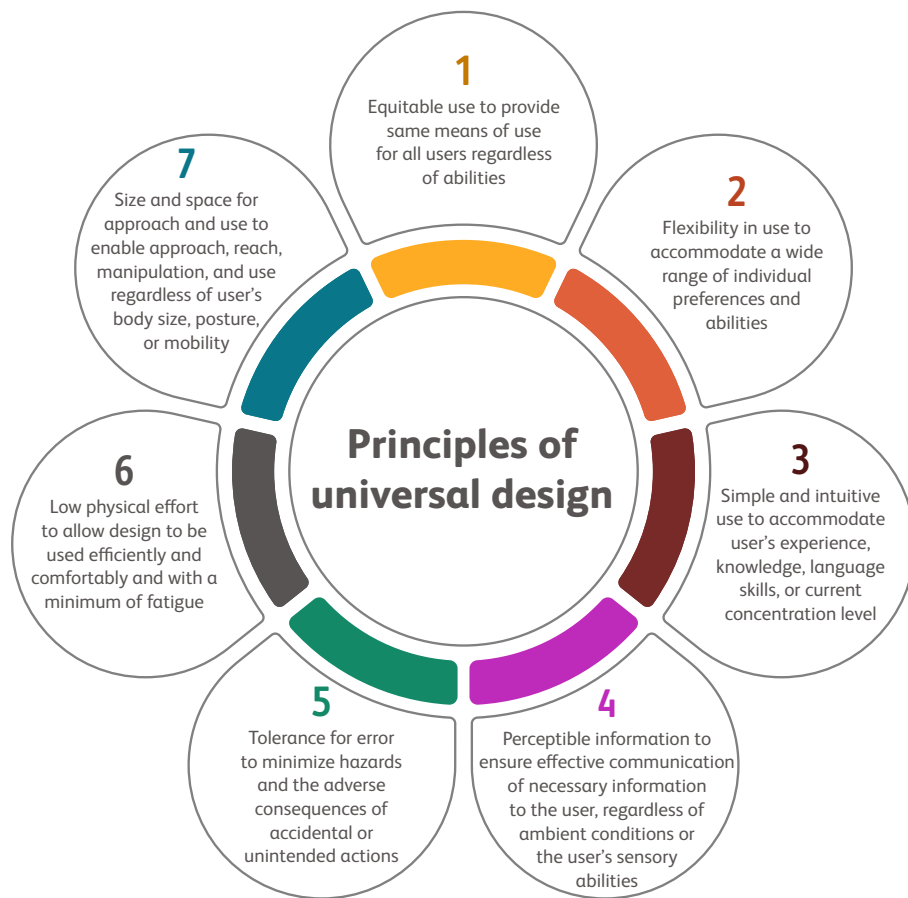 Principles of
universal design
1
Equitable use to provide
same means of use
for all users regardless
of abilities
2
Flexibility in use to
accommodate a wide
range of individual
preferences and
abilities
3
Simple and intuitive
use to accommodate
user's experience,
knowledge, language
skills, or current
concentration level
4
Perceptible information to
ensure effective communication
of necessary information
to the user, regardless of
ambient conditions or
the user's sensory
abilities
5
Tolerance for error
to minimize hazards
and the adverse
consequences of
accidental or
unintended actions
6
Low physical effort
to allow design to be
used efficiently and
comfortably and with a
minimum of fatigue
7
Size and space for
approach and use to
enable approach, reach,
manipulation, and use
regardless of user's
body size, posture,
or mobility